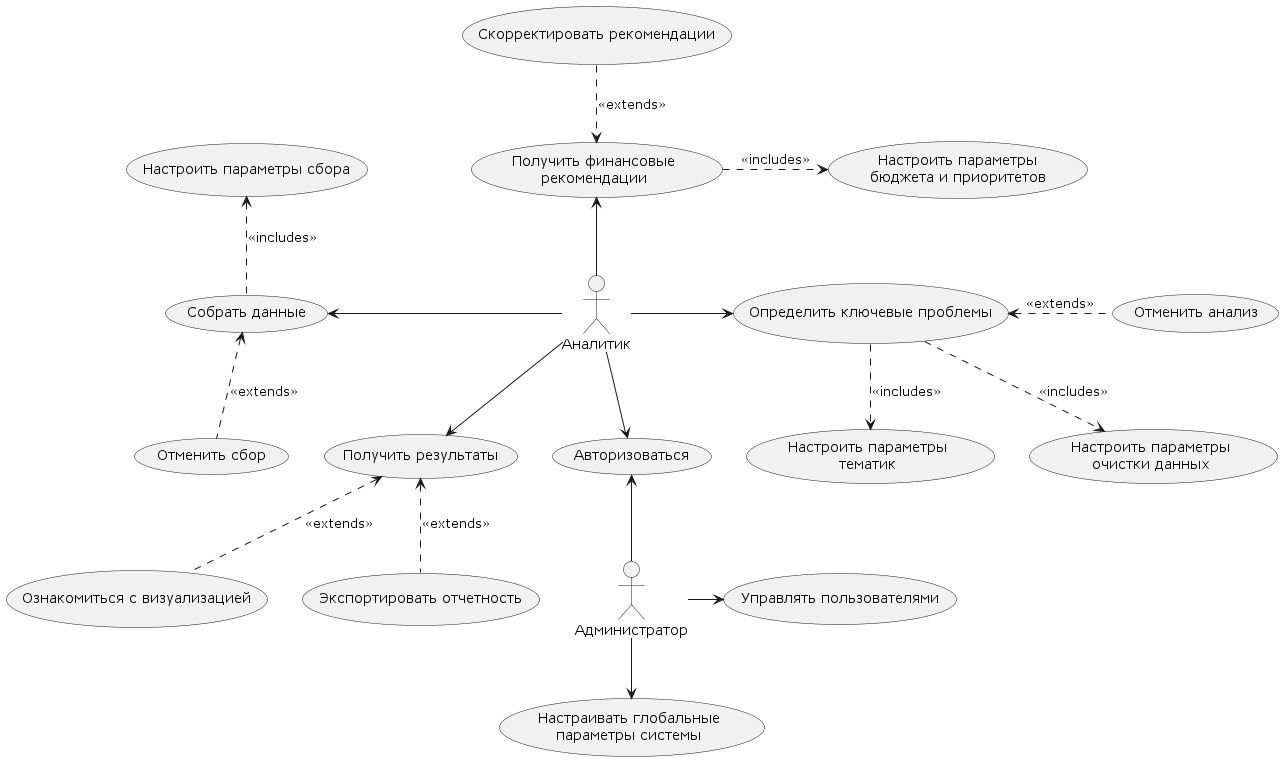 Скорректировать рекомендации
«extends»
Настроить параметры сбора
Получить финансовые
рекомендации
«includes»
Настроить параметры
бюджета и приоритетов
«includes»
Собрать данные
Аналитик
Определить ключевые проблемы
«extends»
Отменить анализ
«extends»
«includes»
«includes»
Отменить сбор
Получить результаты
Авторизоваться
Настроить параметры
тематик
Настроить параметры
очистки данных
«extends»
«extends»
Ознакомиться с визуализацией
Экспортировать отчетность
Администратор
Управлять пользователями
Настраивать глобальные
параметры системы